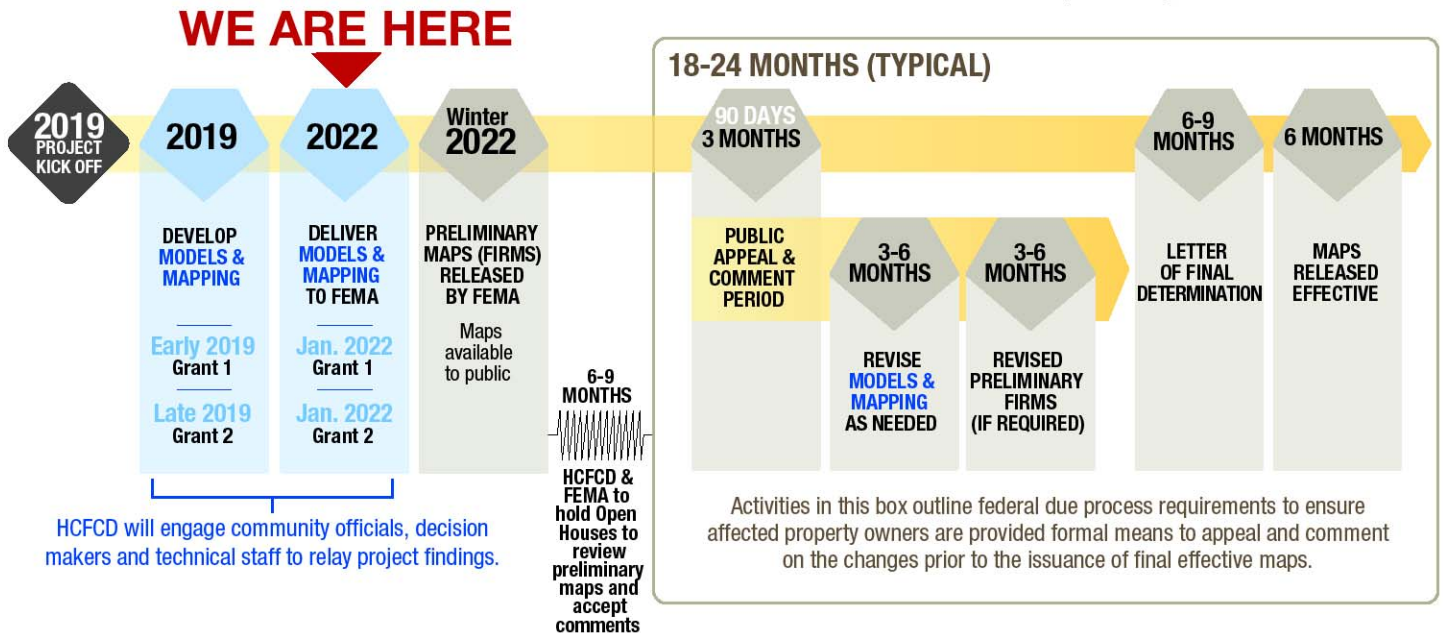 WE ARE HERE
2019
PROJECT
KICK OFF
2019
DEVELOP
MODELS &
MAPPING
Early 2019
Grant 1
Late 2019
Grant 2
2022
DELIVER
MODELS &
MAPPING
TO FEMA
Jan. 2022
Grant 1
Jan. 2022
Grant 2
HCFCD will engage community officials, decision
makers and technical staff to relay project findings.
Winter
2022
PRELIMINARY
MAPS (FIRMS)
RELEASED
BY FEMA
Maps
available
to public
6-9
MONTHS
HCFCD &
FEMA to
hold Open
Houses to
review
preliminary
maps and
accept
comments
18-24 MONTHS (TYPICAL)
90 DAYS
3 MONTHS
PUBLIC
APPEAL &
COMMENT
PERIOD
3-6
MONTHS
REVISE
MODELS &
MAPPING
AS NEEDED
3-6
MONTHS
REVISED
PRELIMINARY
FIRMS
(IF REQUIRED)
6-9
MONTHS
LETTER
OF FINAL
DETERMINATION
6 MONTHS
MAPS
RELEASED
EFFECTIVE
Activities in this box outline federal due process requirements to ensure
affected property owners are provided formal means to appeal and comment
on the changes prior to the issuance of final effective maps.